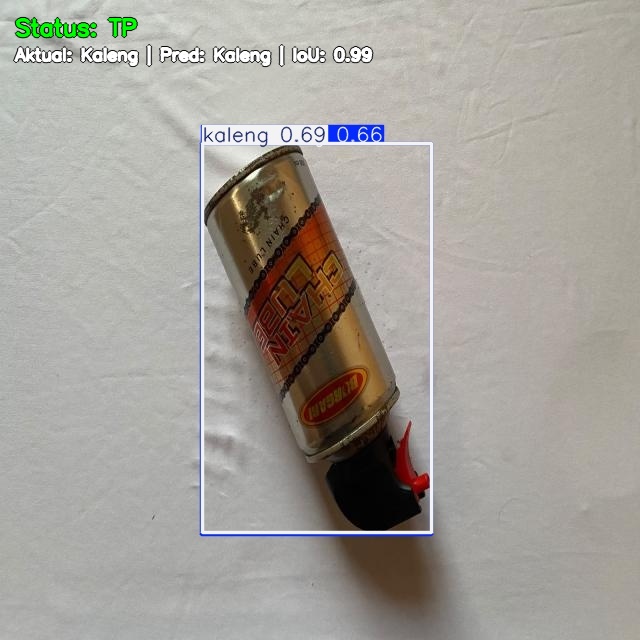 Status: TP
Aktual: Kaleng | Pred: Kaleng | IoU: 0.99
kaleng 0.69 0.66
CHAIN LUBE
CHAIN
LUBE